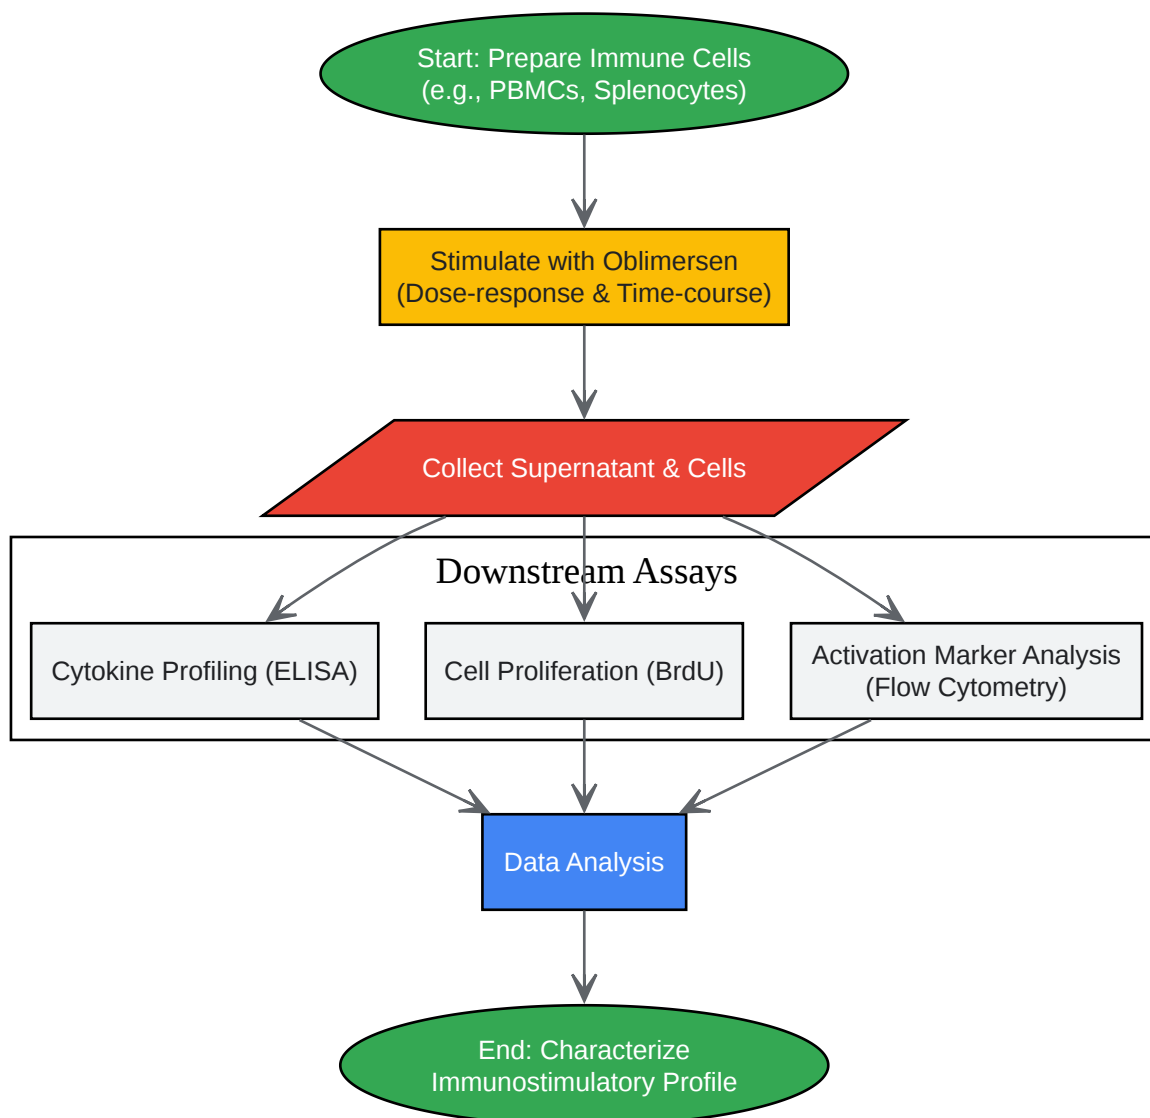 Start: Prepare Immune Cells
(e.g., PBMCs, Splenocytes)
Stimulate with Oblimersen
(Dose-response & Time-course)
Collect Supernatant & Cells
Downstream Assays
Cytokine Profiling (ELISA)
Cell Proliferation (BrdU)
Activation Marker Analysis
(Flow Cytometry)
Data Analysis
End: Characterize
Immunostimulatory Profile